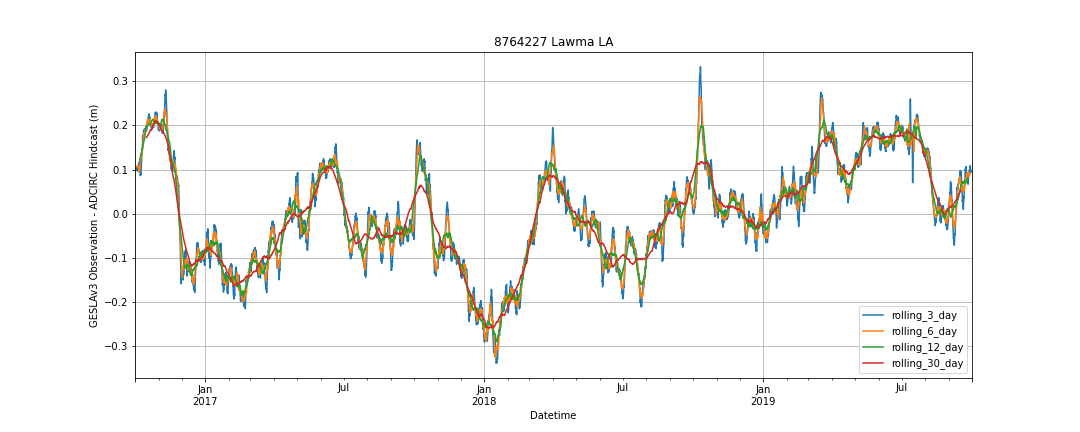 8764227 Lawma LA
GESLAv3 Observation - ADCIRC Hindcast (m)
0.3
0.2
0.1
0.0
−0.1
−0.2
−0.3
rolling_3_day
rolling_6_day
rolling_12_day
rolling_30_day
Jan Jul Jan Jul Jan Jul
2017 2018 2019
Datetime